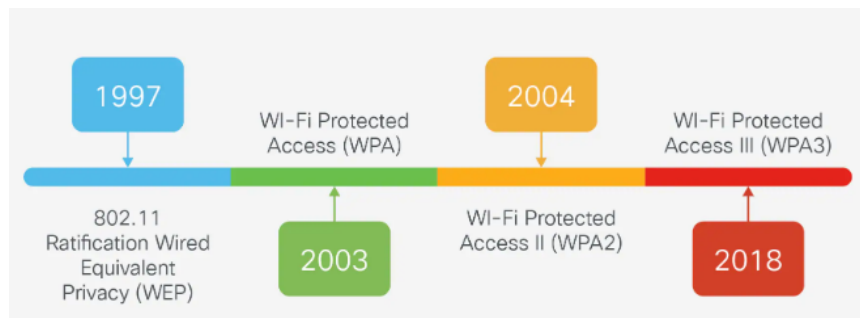 1997
802.11
Ratification Wired
Equivalent
Privacy (WEP)
WI-Fi Protected
Access (WPA)
2003
2004
WI-Fi Protected
Access II (WPA2)
WI-Fi Protected
Access III (WPA3)
2018